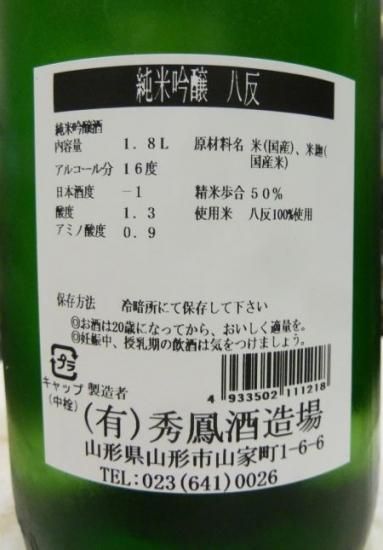 純米吟醸 八反
純米吟醸酒
内容量 1.8L
アルコール分 16度
日本酒度 -1
酸度 1.3
アミノ酸度 0.9
原材料名 米(国産)、米麹(
国産米)
精米歩合 50%
使用米 八反100%使用
保存方法 冷暗所にて保存して下さい
◎お酒は20歳になってから、おいしく適量を。
◎妊娠中、授乳期の飲酒は気をつけましょう。
プラ
キャップ
(中栓)
4 933502 111218
製造者
(有)秀鳳酒造場
山形県山形市山家町1-6-6
TEL:023(641)0026